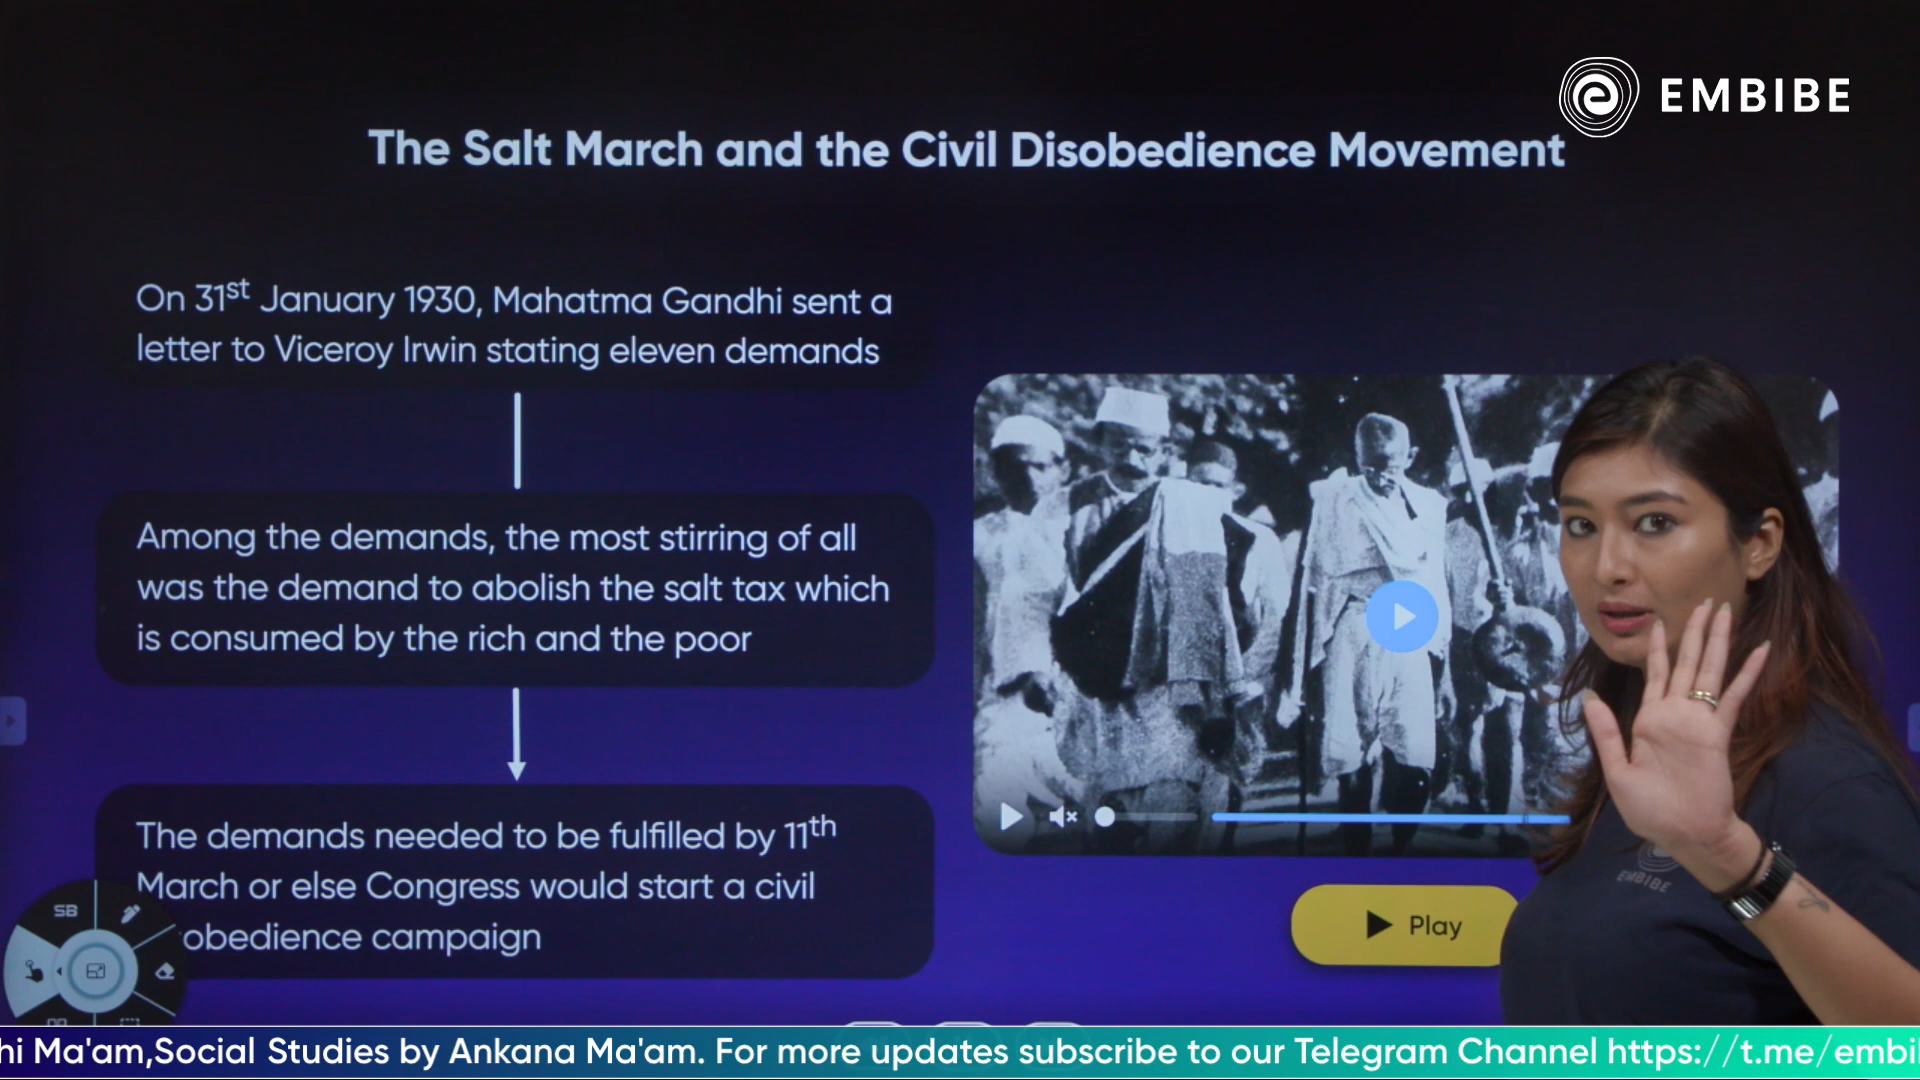 EMBIBE
The Salt March and the Civil Disobedience Movement
On 31st January 1930, Mahatma Gandhi sent a
letter to Viceroy Irwin stating eleven demands
Among the demands, the most stirring of all
was the demand to abolish the salt tax which
is consumed by the rich and the poor
The demands needed to be fulfilled by 11th
March or else Congress would start a civil
obedience campaign
SB
Play
EMBIBE
hi Ma'am,Social Studies by Ankana Ma'am. For more updates subscribe to our Telegram Channel https://t.me/embi